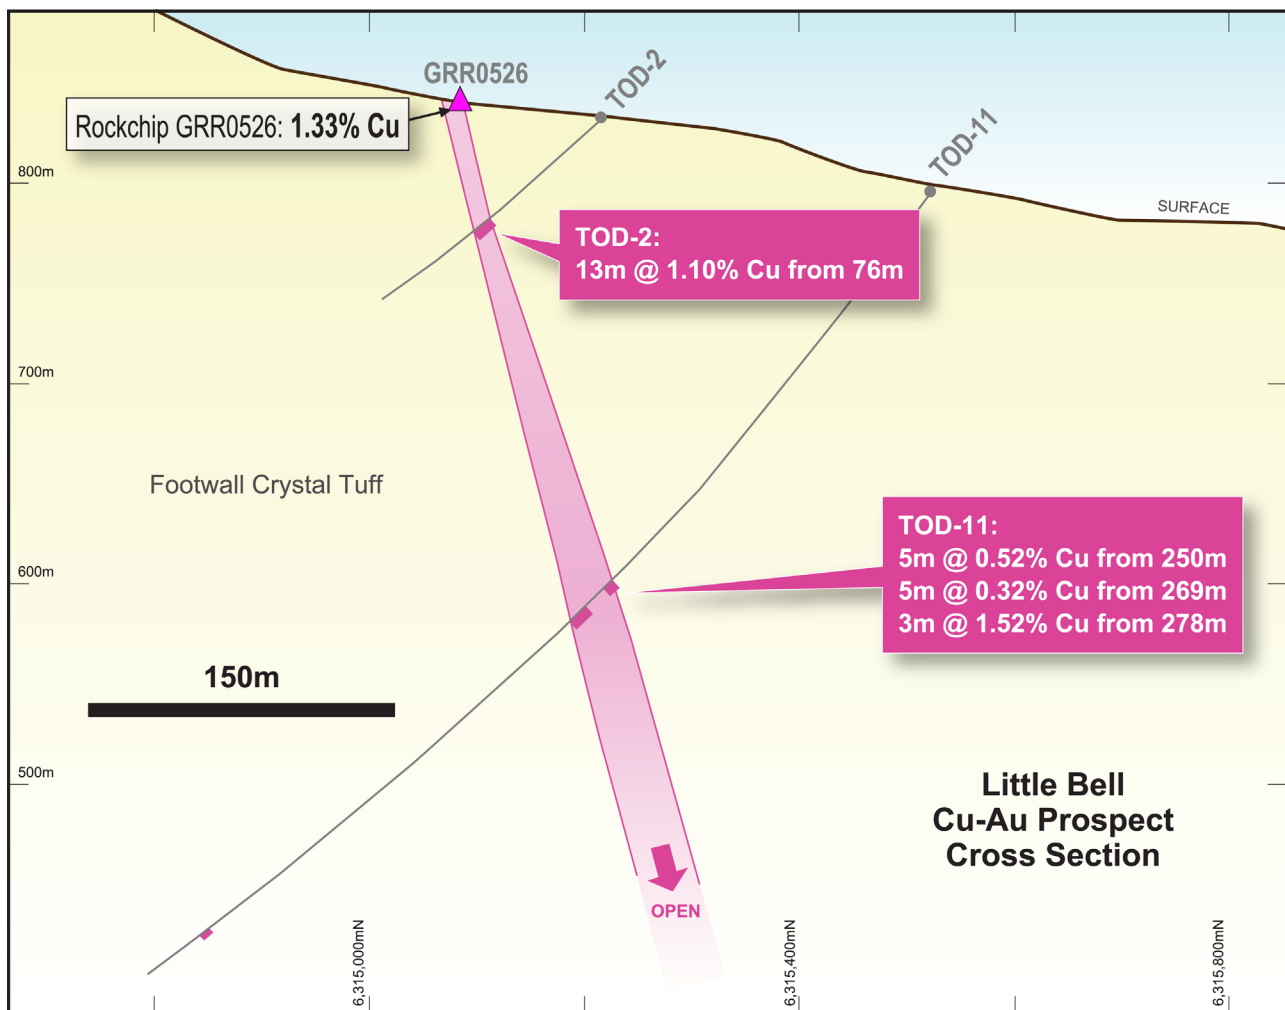 GRR0526
TOD-2
TOD-11
Rockchip GRR0526: 1.33% Cu
800m
SURFACE
TOD-2:
13m @ 1.10% Cu from 76m
700m
Footwall Crystal Tuff
TOD-11:
5m @ 0.52% Cu from 250m
5m @ 0.32% Cu from 269m
3m @ 1.52% Cu from 278m
600m
150m
500m
Little Bell
Cu-Au Prospect
Cross Section
OPEN
6,315,000mN
6,315,400mN
6,315,800mN